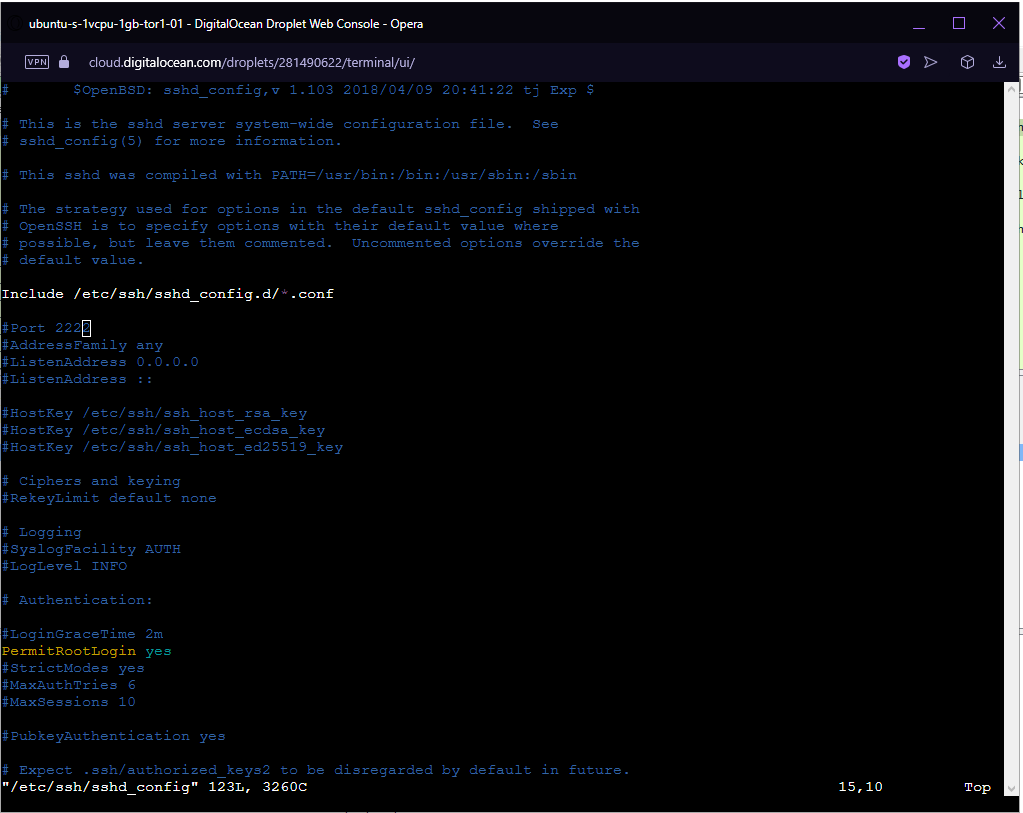 ubuntu-s-1vcpu-1gb-tor1-01 - DigitalOcean Droplet Web Console - Opera
VPN cloud.digitalocean.com/droplets/281490622/terminal/ui/
#       $OpenBSD: sshd_config,v 1.103 2018/04/09 20:41:22 tj Exp $
# This is the sshd server system-wide configuration file.  See
# sshd_config(5) for more information.
# This sshd was compiled with PATH=/usr/bin:/bin:/usr/sbin:/sbin
# The strategy used for options in the default sshd_config shipped with
# OpenSSH is to specify options with their default value where
# possible, but leave them commented.  Uncommented options override the
# default value.
Include /etc/ssh/sshd_config.d/*.conf
#Port 2222
#AddressFamily any
#ListenAddress 0.0.0.0
#ListenAddress ::
#HostKey /etc/ssh/ssh_host_rsa_key
#HostKey /etc/ssh/ssh_host_ecdsa_key
#HostKey /etc/ssh/ssh_host_ed25519_key
# Ciphers and keying
#RekeyLimit default none
# Logging
#SyslogFacility AUTH
#LogLevel INFO
# Authentication:
#LoginGraceTime 2m
PermitRootLogin yes
#StrictModes yes
#MaxAuthTries 6
#MaxSessions 10
#PubkeyAuthentication yes
# Expect .ssh/authorized_keys2 to be disregarded by default in future.
"/etc/ssh/sshd_config" 123L, 3260C 15,10 Top